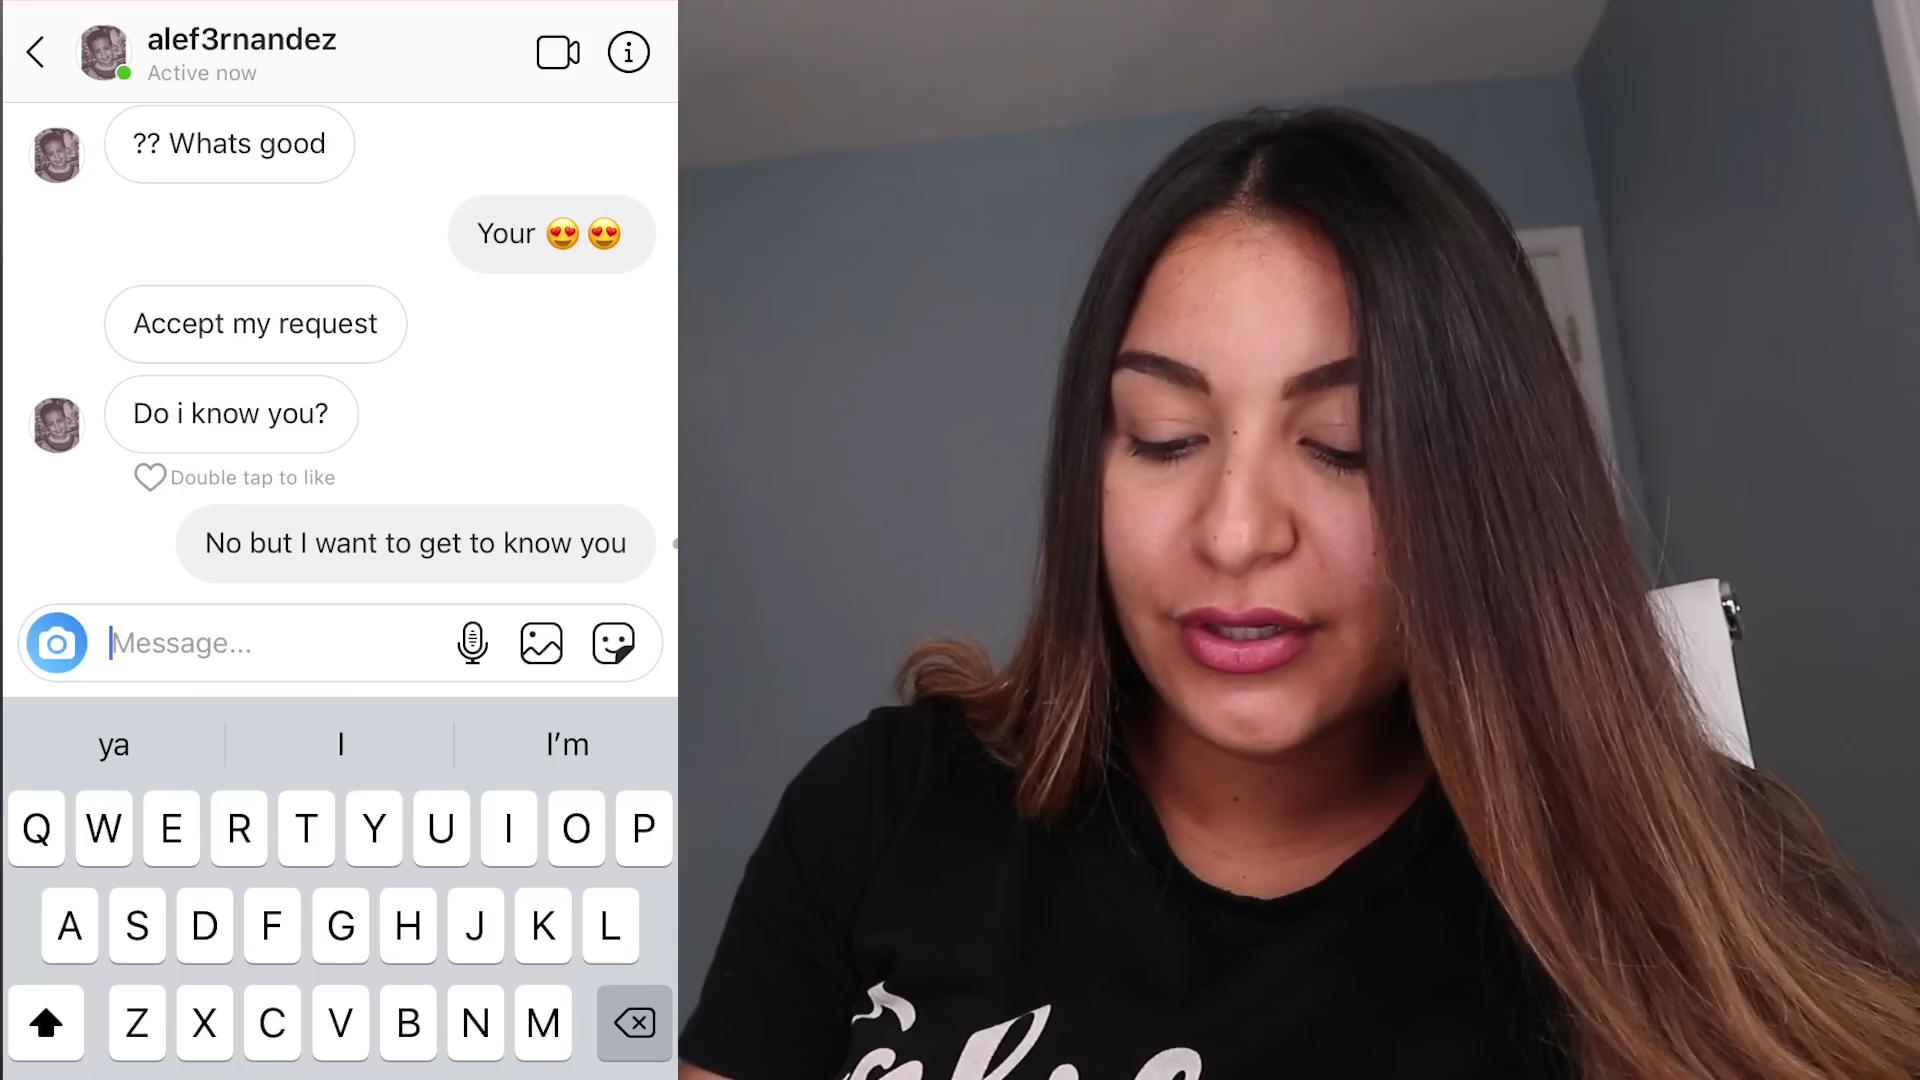 alef3rnandez
Active now
?? Whats good
Your 😍😍
Accept my request
Do i know you?
Double tap to like
No but I want to get to know you
Message...
ya I I'm
Q W E R T Y U I O P
A S D F G H J K L
Z X C V B N M